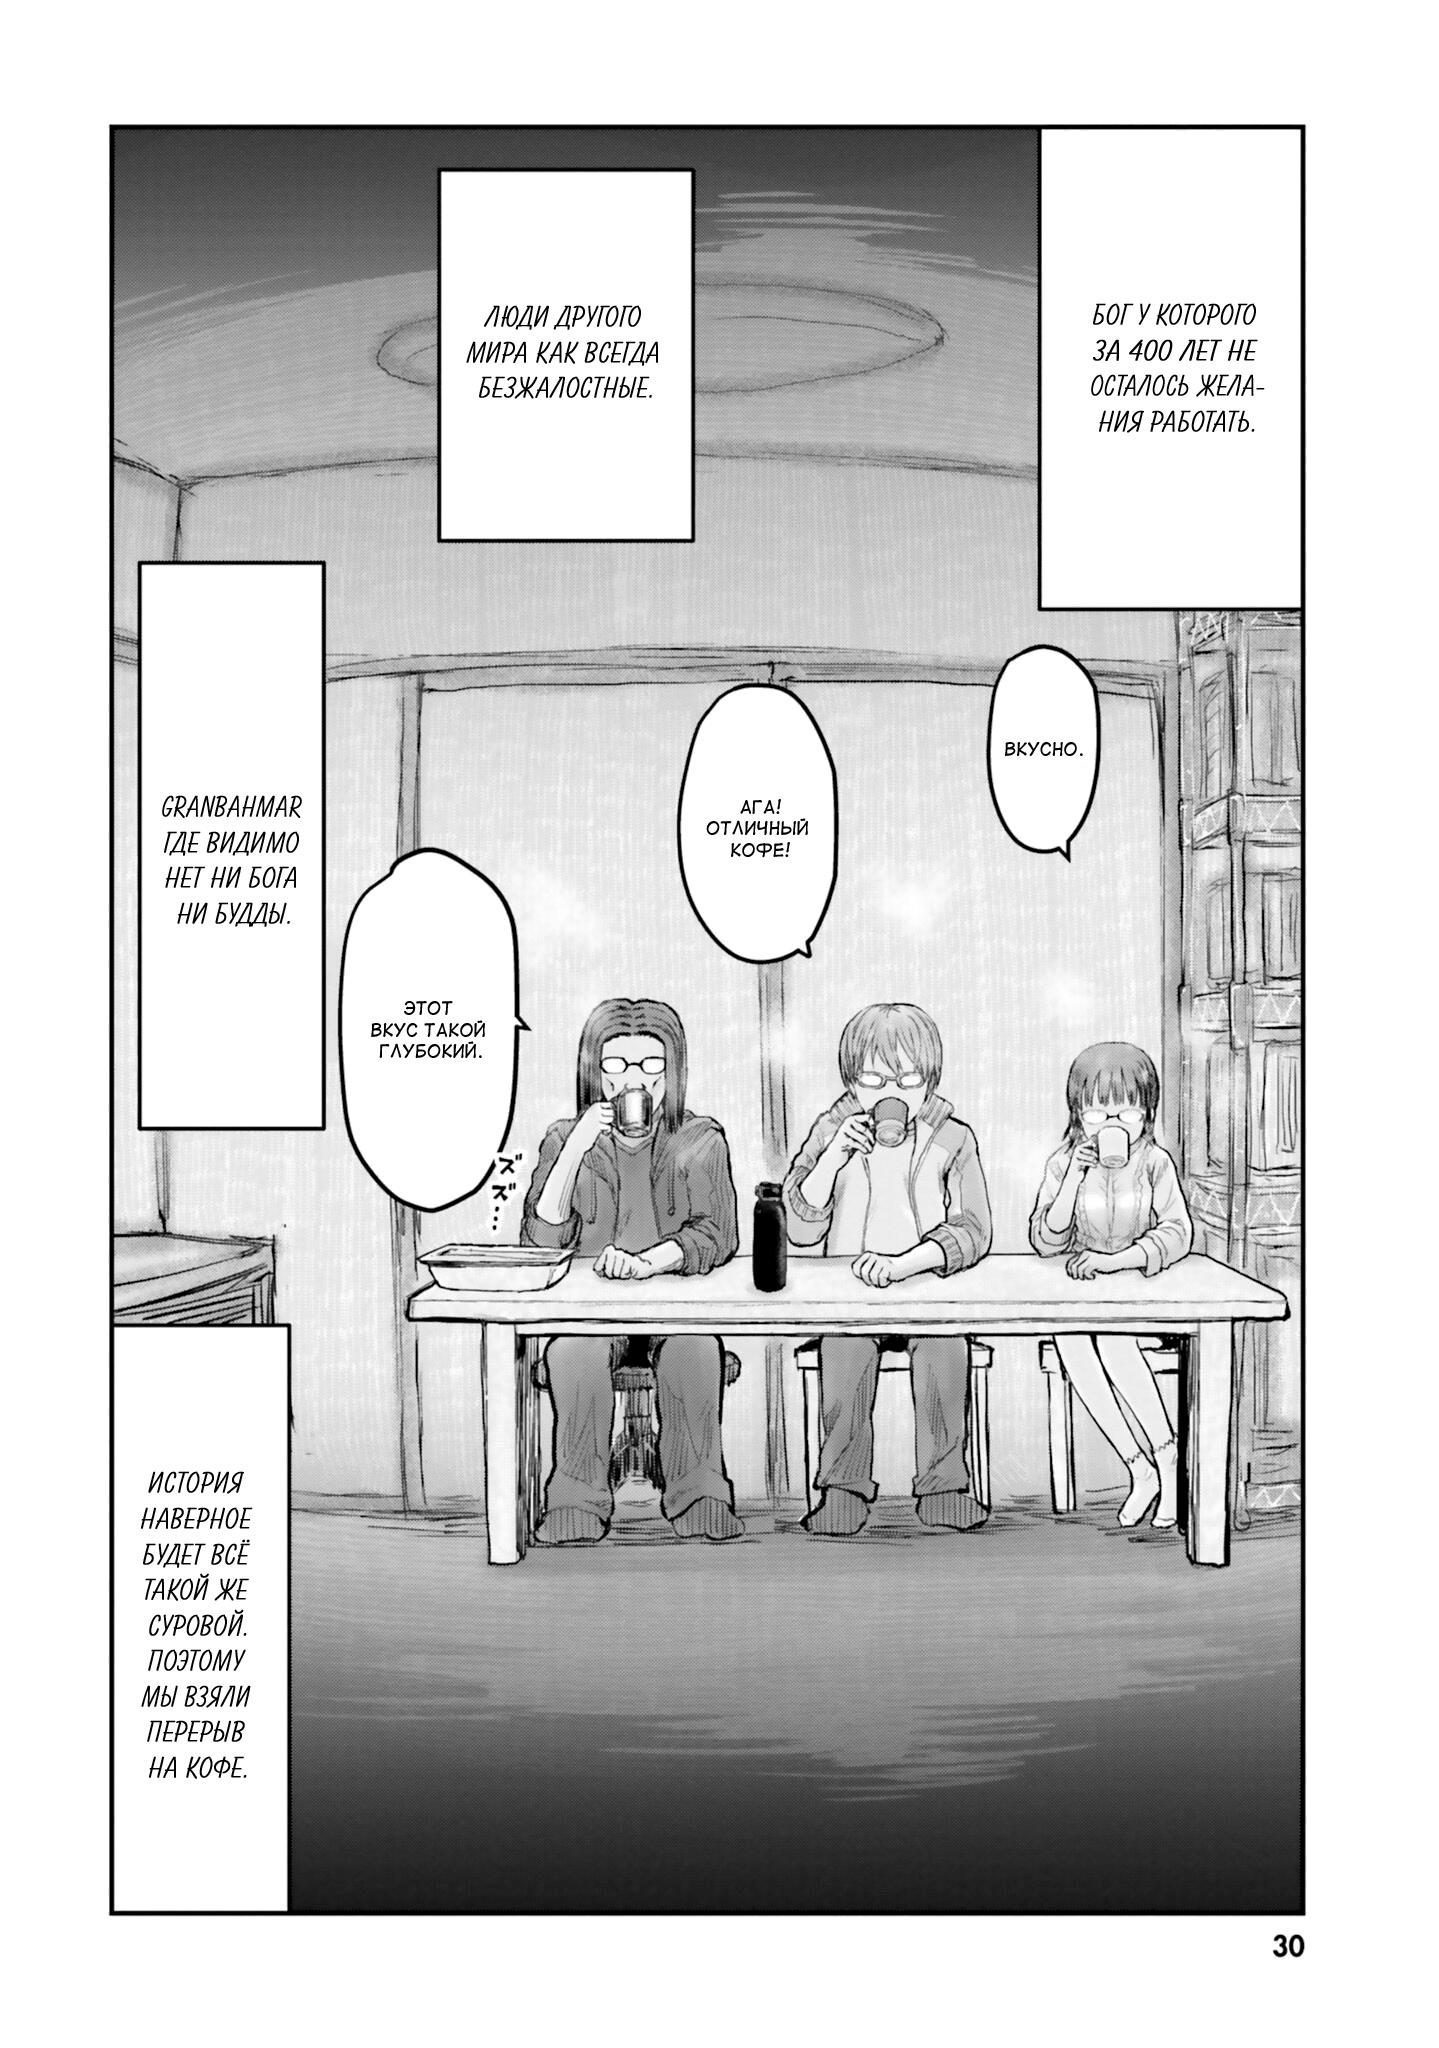 БОГ У КОТОРОГО
ЗА 400 ЛЕТ НЕ
ОСТАЛОСЬ ЖЕЛА-
НИЯ РАБОТАТЬ.
ЛЮДИ ДРУГОГО
МИРА КАК ВСЕГДА
БЕЗЖАЛОСТНЫЕ.
ВКУСНО.
АГА!
ОТЛИЧНЫЙ
КОФЕ!
GRANBAHMAR
ГДЕ ВИДИМО
НЕТ НИ БОГА
НИ БУДДЫ.
ЭТОТ
ВКУС ТАКОЙ
ГЛУБОКИЙ.
ズズ…
ИСТОРИЯ
НАВЕРНОЕ
БУДЕТ ВСЁ
ТАКОЙ ЖЕ
СУРОВОЙ.
ПОЭТОМУ
МЫ ВЗЯЛИ
ПЕРЕРЫВ
НА КОФЕ.
30